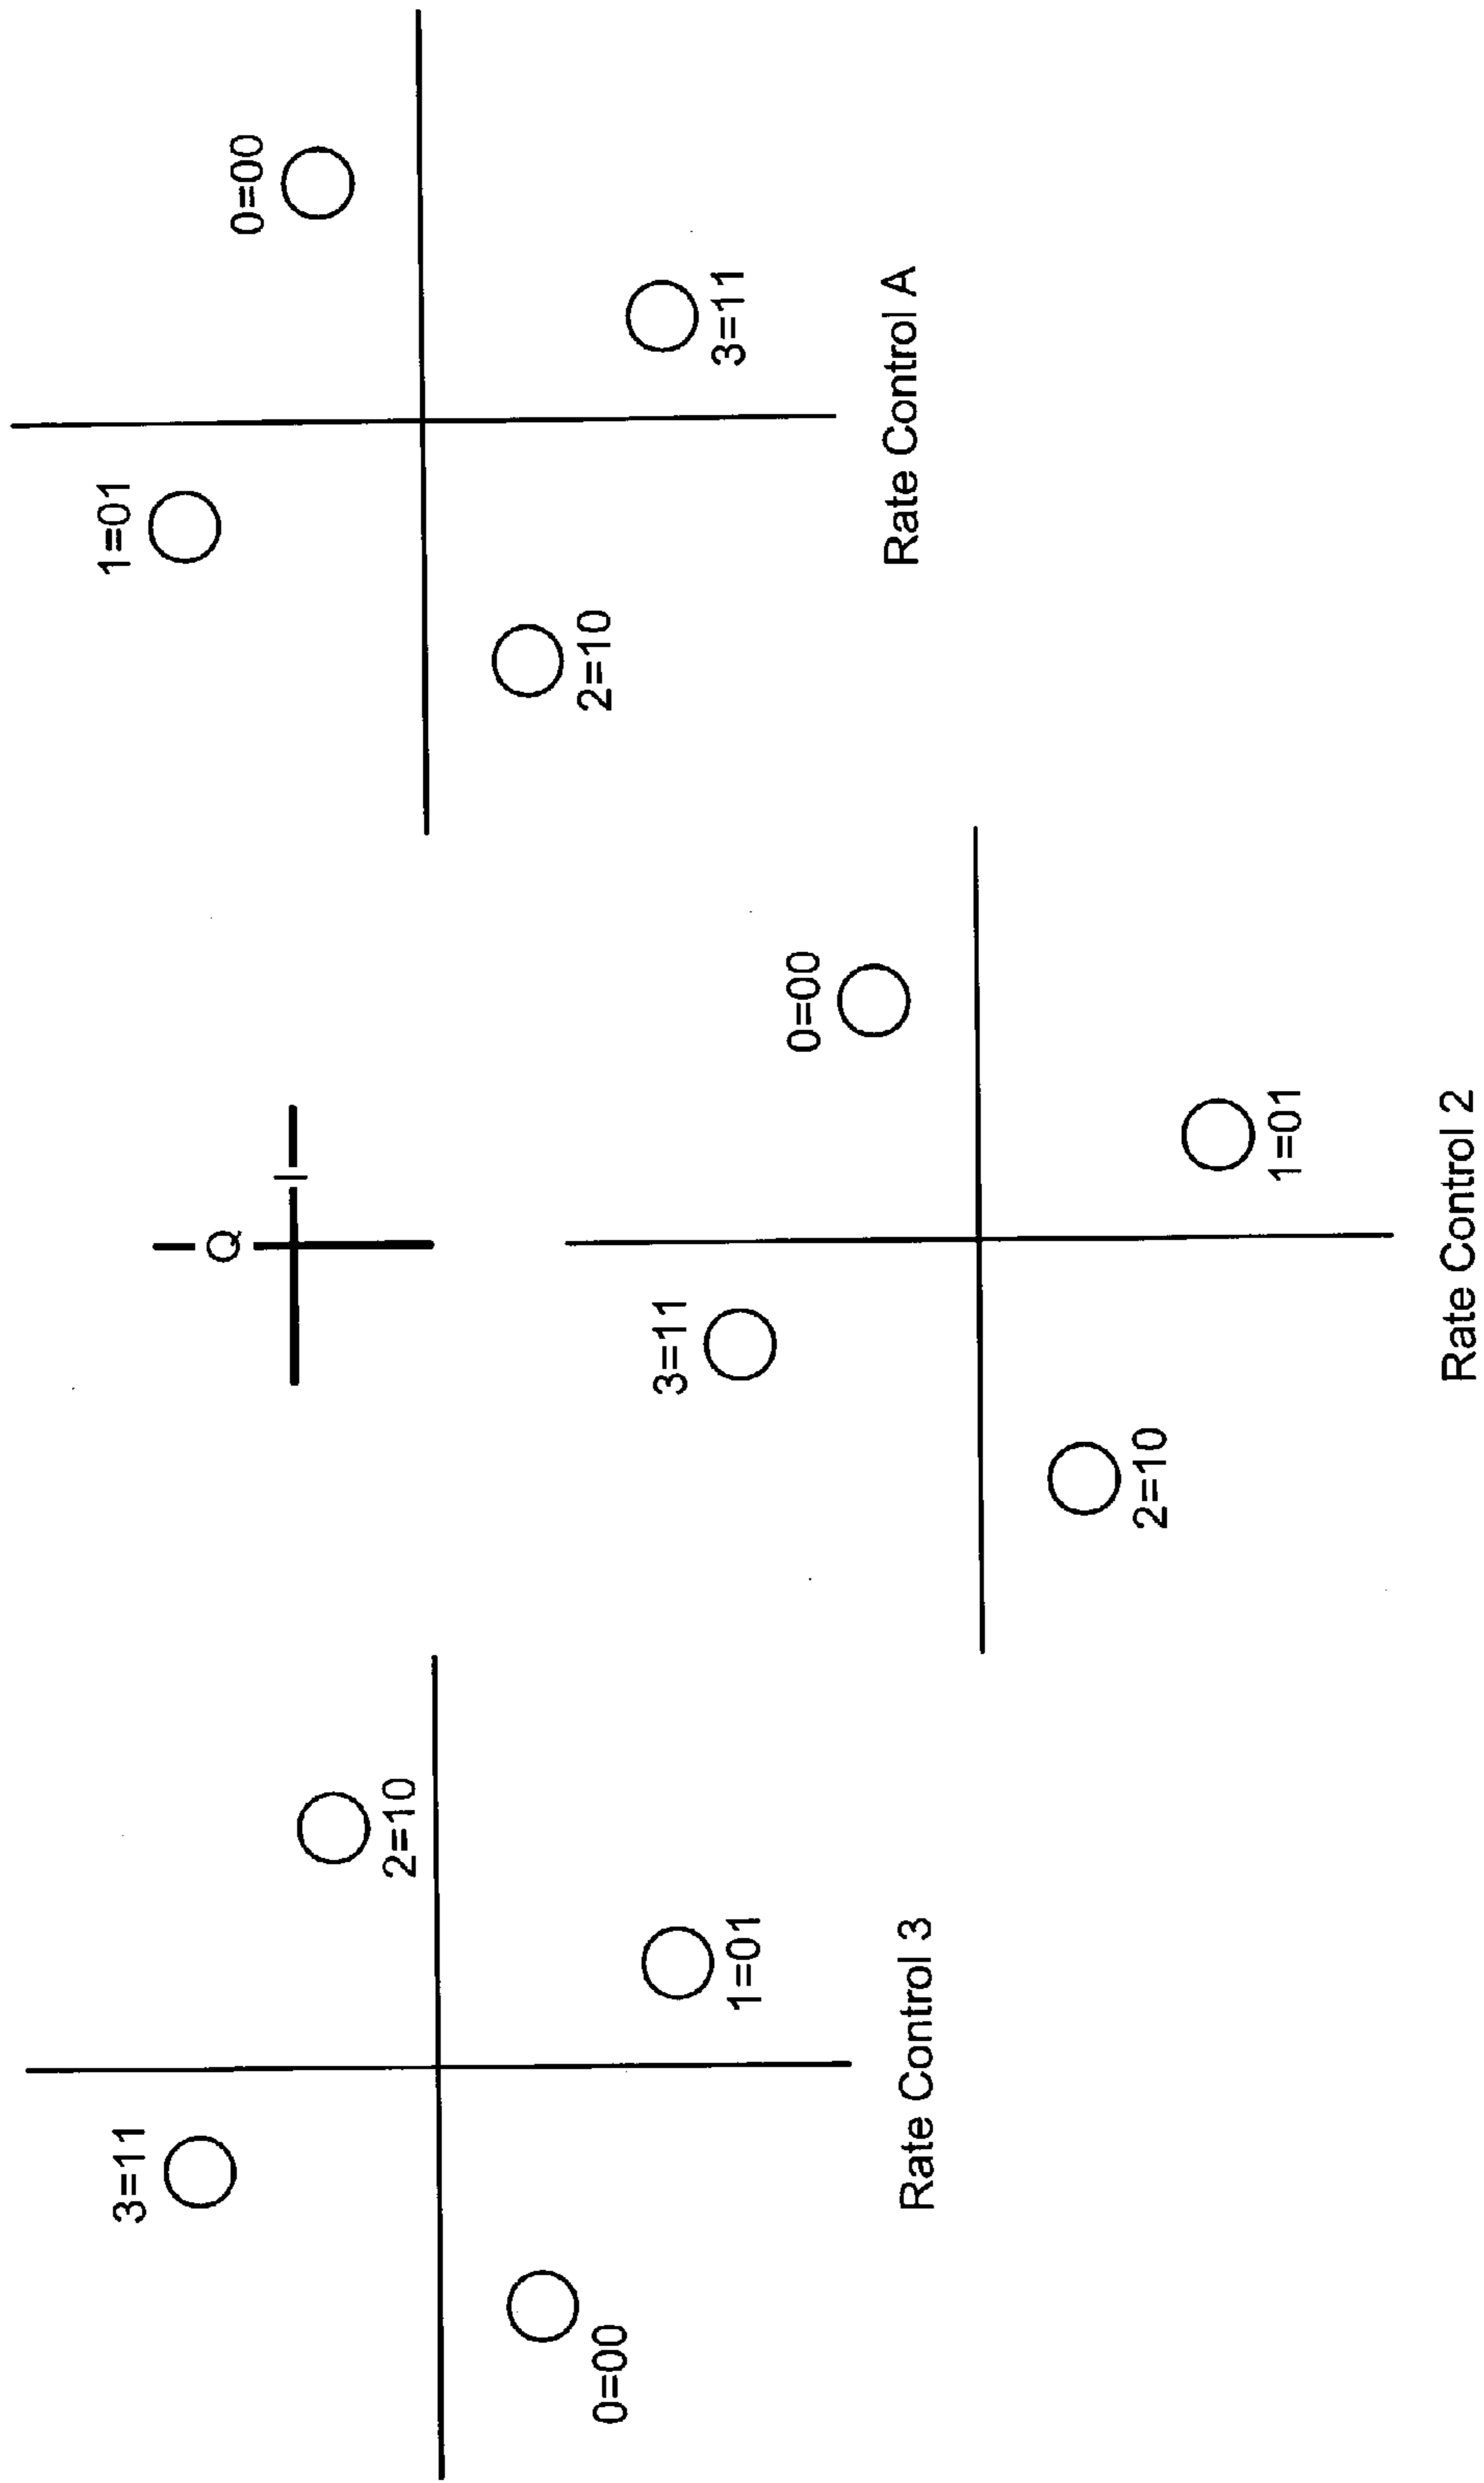 3=11
2=10
0=00
1=01
Rate Control 3
Q
I
3=11
0=00
2=10
1=01
Rate Control 2
1=01
0=00
2=10
3=11
Rate Control A